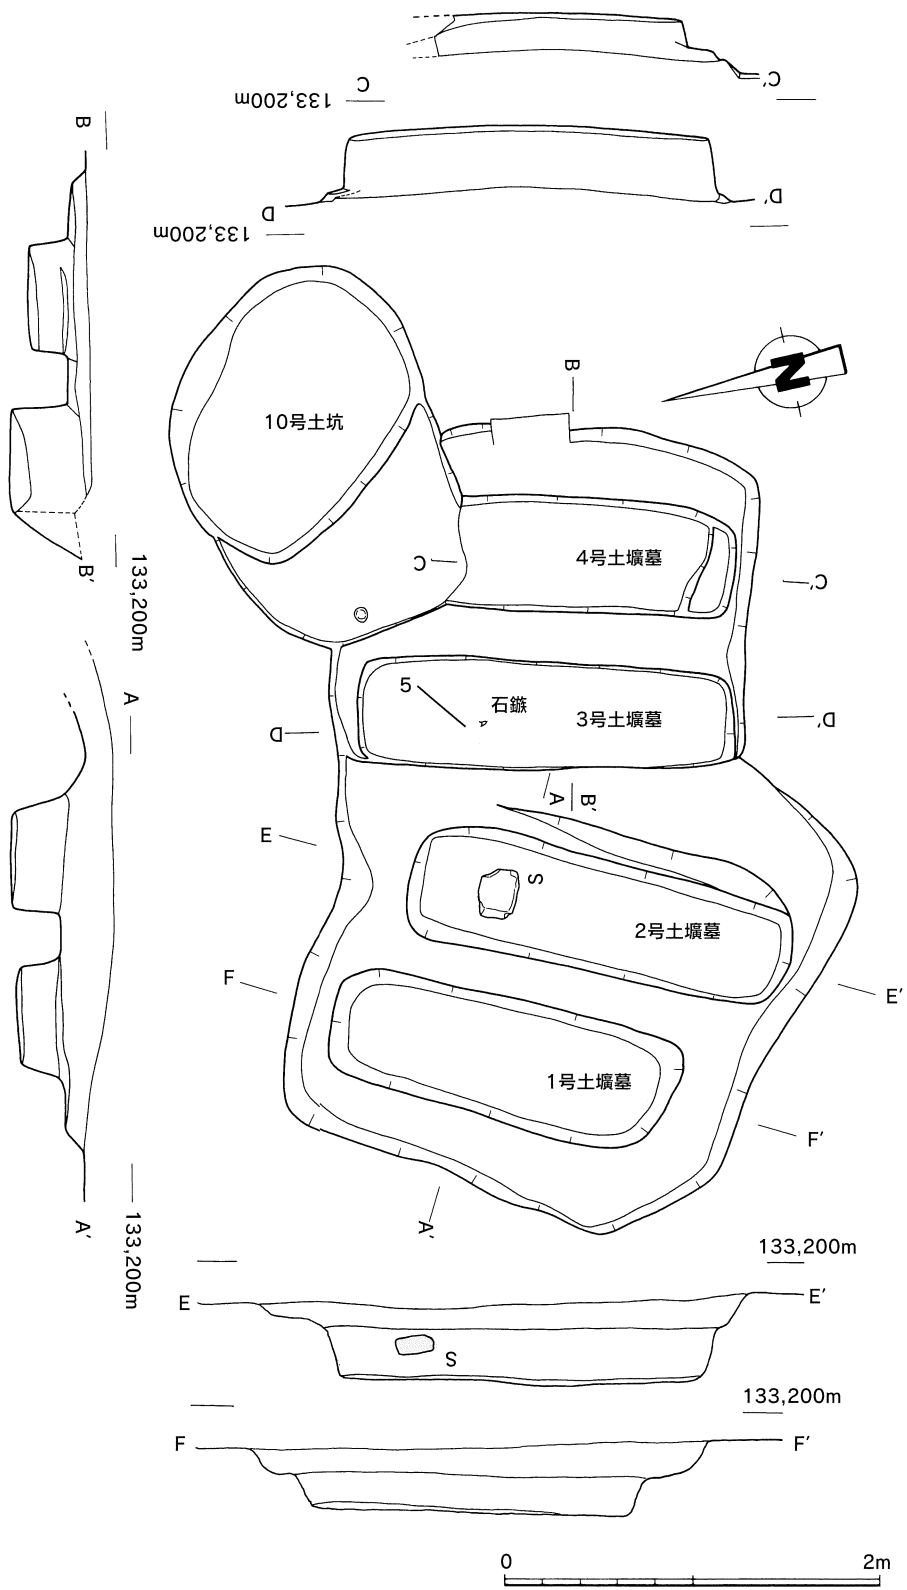 C
C′
133,200m
D
D′
133,200m
B
B′
133,200m
N
B
10号土坑
4号土壙墓
C
C′
5
石鏃
3号土壙墓
D
D′
A
B′
A
E
S
2号土壙墓
F
E′
1号土壙墓
F′
A′
A′
133,200m
133,200m
E
E′
S
133,200m
F
F′
0
2m